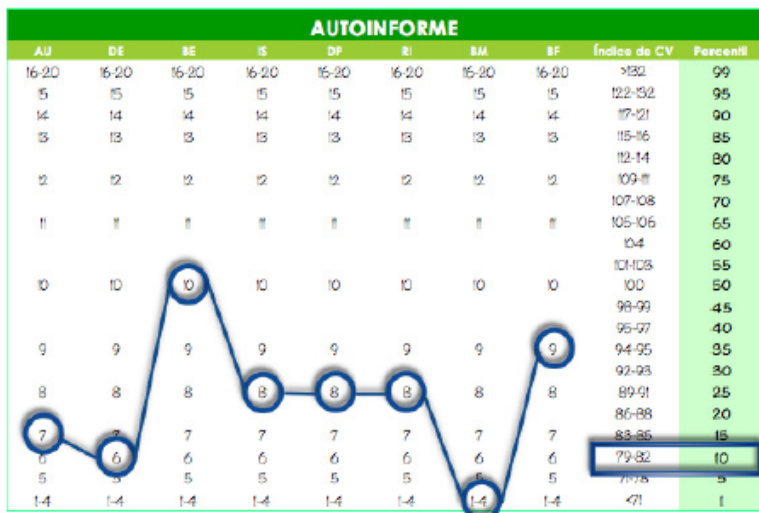 AUTOINFORME
AU DE BE IS DP RI BM BF Índice de CV Percentil
16-20 16-20 16-20 16-20 16-20 16-20 16-20 16-20 >132 99
15 15 15 15 15 15 15 15 122-132 95
14 14 14 14 14 14 14 14 117-121 90
13 13 13 13 13 13 13 13 115-116 85
112-114 80
12 12 12 12 12 12 12 12 109-111 75
107-108 70
11 11 11 11 11 11 11 11 105-106 65
104 60
101-103 55
10 10 10 10 10 10 10 10 100 50
98-99 45
95-97 40
9 9 9 9 9 9 9 9 94-95 35
92-93 30
8 8 8 8 8 8 8 8 89-91 25
86-88 20
7 7 7 7 7 7 7 7 83-85 15
6 6 6 6 6 6 6 6 79-82 10
5 5 5 5 5 5 5 5 71-78 5
1-4 1-4 1-4 1-4 1-4 1-4 1-4 1-4 <71 1